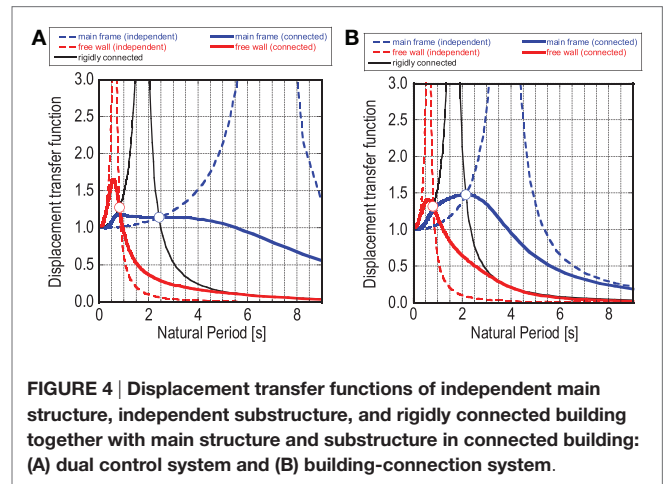 A
main frame (independent) main frame (connected)
free wall (independent) free wall (connected)
rigidly connected
Displacement transfer function
3.0
2.5
2.0
1.5
1.0
0.5
0.0
0 2 4 6 8
Natural Period [s]
B
main frame (independent) main frame (connected)
free wall (independent) free wall (connected)
rigidly connected
Displacement transfer function
3.0
2.5
2.0
1.5
1.0
0.5
0.0
0 2 4 6 8
Natural Period [s]
FIGURE 4 | Displacement transfer functions of independent main
structure, independent substructure, and rigidly connected building
together with main structure and substructure in connected building:
(A) dual control system and (B) building-connection system.